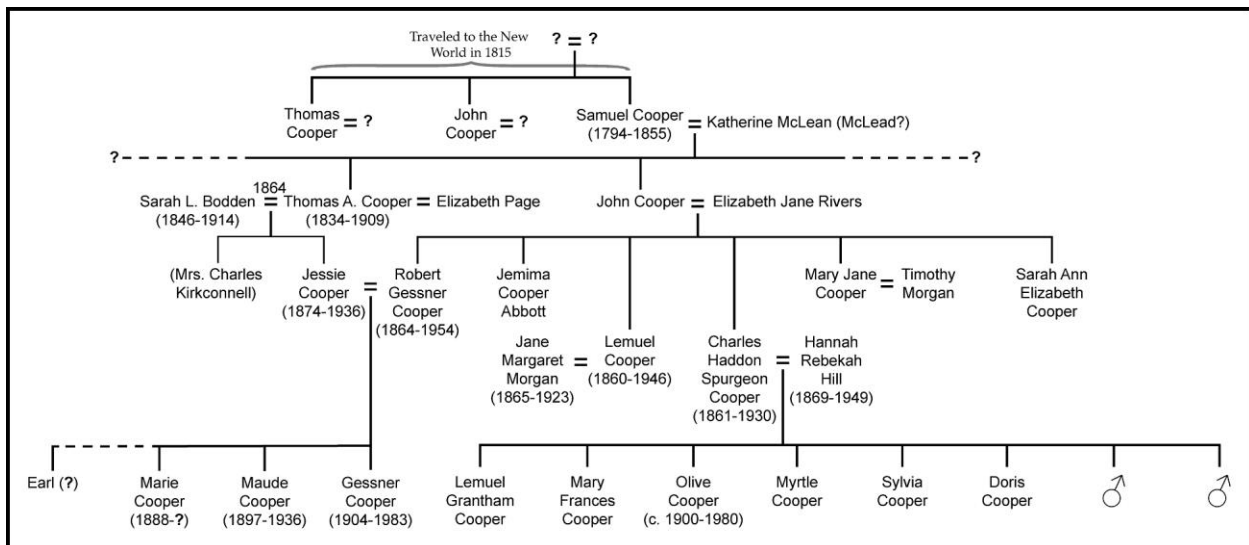 Traveled to the New
World in 1815
? = ?
Thomas
Cooper = ?
John
Cooper = ?
Samuel Cooper
(1794-1855)
= Katherine McLean (McLead?)
?
?
Sarah L. Bodden
(1846-1914)
1864
=
Thomas A. Cooper
(1834-1909)
= Elizabeth Page
John Cooper = Elizabeth Jane Rivers
(Mrs. Charles
Kirkconnell)
Jessie
Cooper
(1874-1936)
=
Robert
Gessner
Cooper
(1864-1954)
Jemima
Cooper
Abbott
Mary Jane
Cooper
=
Timothy
Morgan
Sarah Ann
Elizabeth
Cooper
Jane
Margaret
Morgan
(1865-1923)
=
Lemuel
Cooper
(1860-1946)
Charles
Haddon
Spurgeon
Cooper
(1861-1930)
=
Hannah
Rebekah
Hill
(1869-1949)
Earl (?)
Marie
Cooper
(1888-?)
Maude
Cooper
(1897-1936)
Gessner
Cooper
(1904-1983)
Lemuel
Grantham
Cooper
Mary
Frances
Cooper
Olive
Cooper
(c. 1900-1980)
Myrtle
Cooper
Sylvia
Cooper
Doris
Cooper
♂
♂